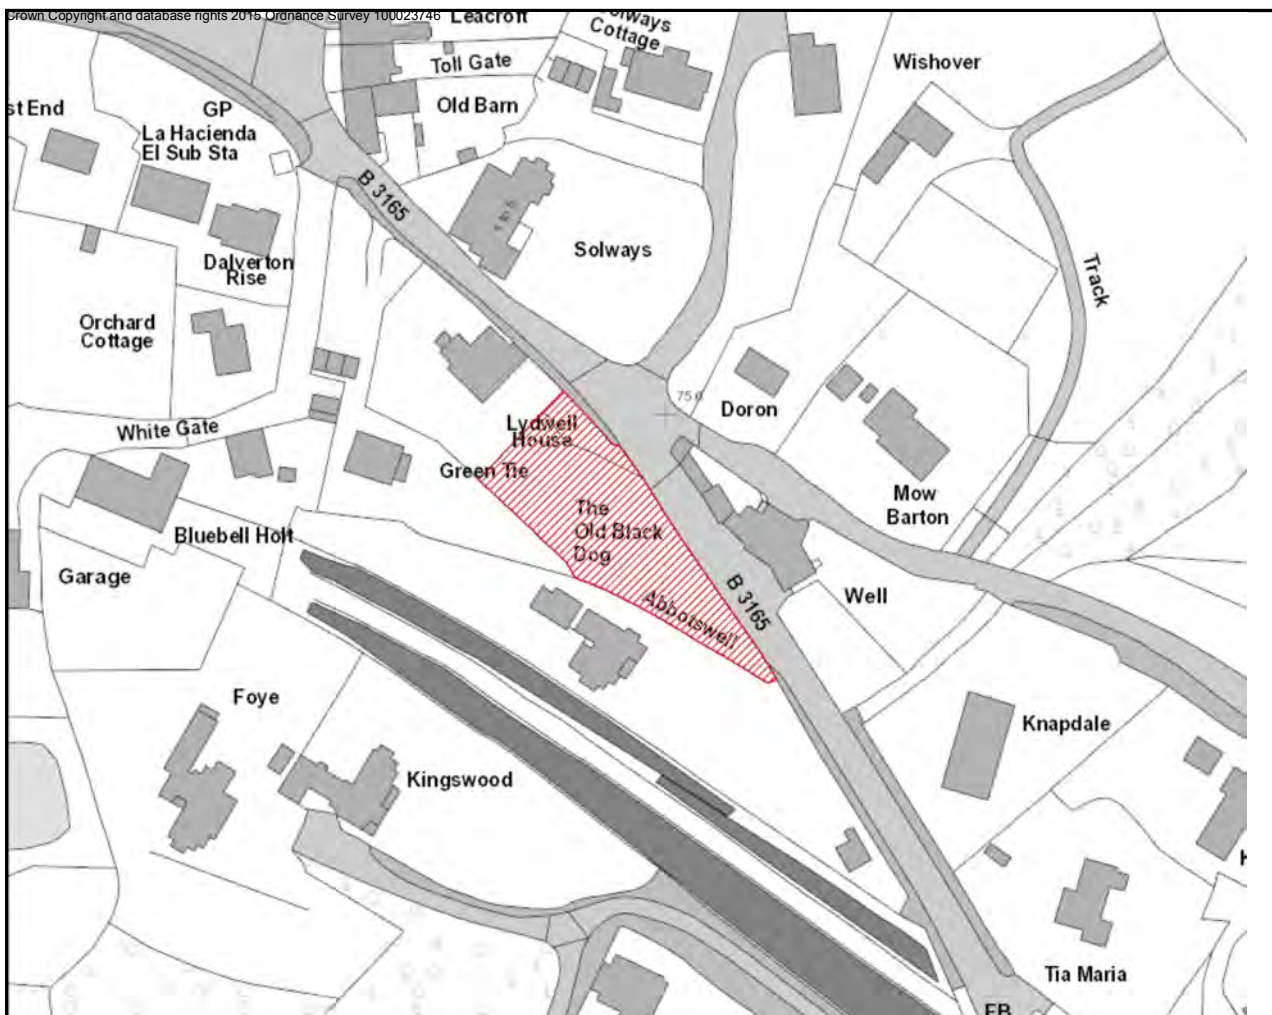 Crown Copyright and database rights 2015 Ordnance Survey 100023746
Leacroft
Solways
Cottage
Toll Gate
Wishover
st End
GP
Old Barn
La Hacienda
El Sub Sta
B 3165
Solways
Dalverton
Rise
Track
Orchard
Cottage
75.0
Doron
Lydwell
House
White Gate
Green Tie
Mow
Barton
The
Old Black
Dog
Bluebell Holt
Garage
Abbotswell
B 3165
Well
Foye
Knapdale
Kingswood
Tia Maria
FB